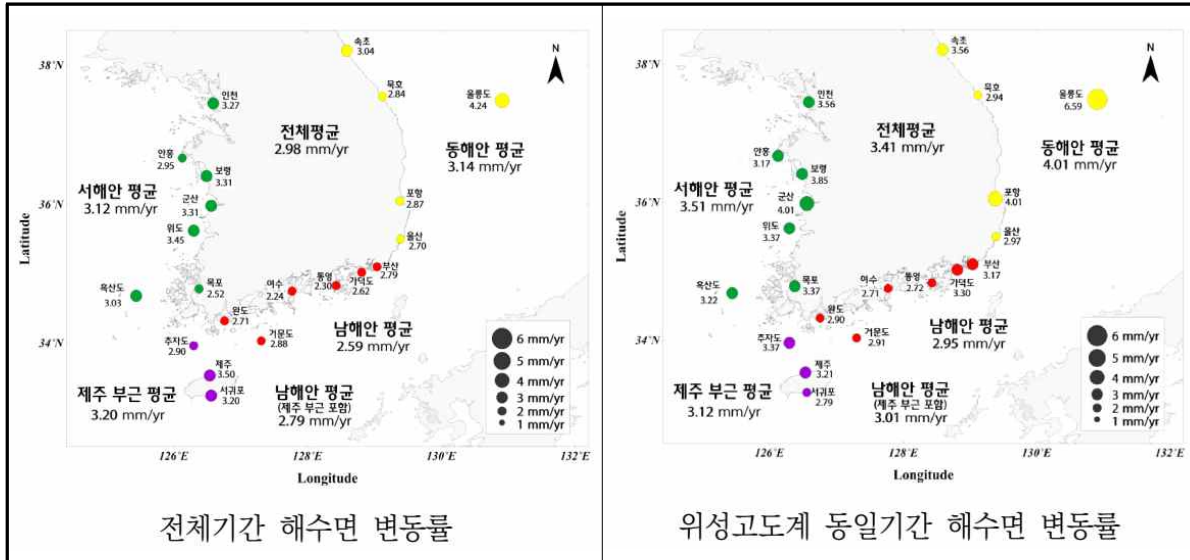 N
38°N
36°N
34°N
Latitude
속초
3.04
묵호
2.84
울릉도
4.24
인천
3.27
전체평균
2.98 mm/yr
동해안 평균
3.14 mm/yr
안흥
2.95
보령
3.31
서해안 평균
3.12 mm/yr
군산
3.31
위도
3.45
포항
2.87
울산
2.70
부산
2.79
가덕도
2.62
통영
2.30
여수
2.24
목포
2.52
흑산도
3.03
완도
2.71
거문도
2.88
추자도
2.90
남해안 평균
2.59 mm/yr
제주
3.50
서귀포
3.20
제주 부근 평균
3.20 mm/yr
남해안 평균
(제주 부근 포함)
2.79 mm/yr
6 mm/yr
5 mm/yr
4 mm/yr
3 mm/yr
2 mm/yr
1 mm/yr
126°E
128°E
130°E
132°E
Longitude
전체기간 해수면 변동률
N
38°N
36°N
34°N
Latitude
속초
3.56
묵호
2.94
울릉도
6.59
인천
3.56
전체평균
3.41 mm/yr
동해안 평균
4.01 mm/yr
안흥
3.17
보령
3.85
서해안 평균
3.51 mm/yr
군산
4.01
위도
3.37
포항
4.01
울산
2.97
부산
3.17
가덕도
3.30
통영
2.72
여수
2.71
목포
3.37
흑산도
3.22
완도
2.90
거문도
2.91
추자도
3.37
남해안 평균
2.95 mm/yr
제주
3.21
서귀포
2.79
제주 부근 평균
3.12 mm/yr
남해안 평균
(제주 부근 포함)
3.01 mm/yr
6 mm/yr
5 mm/yr
4 mm/yr
3 mm/yr
2 mm/yr
1 mm/yr
126°E
128°E
130°E
132°E
Longitude
위성고도계 동일기간 해수면 변동률